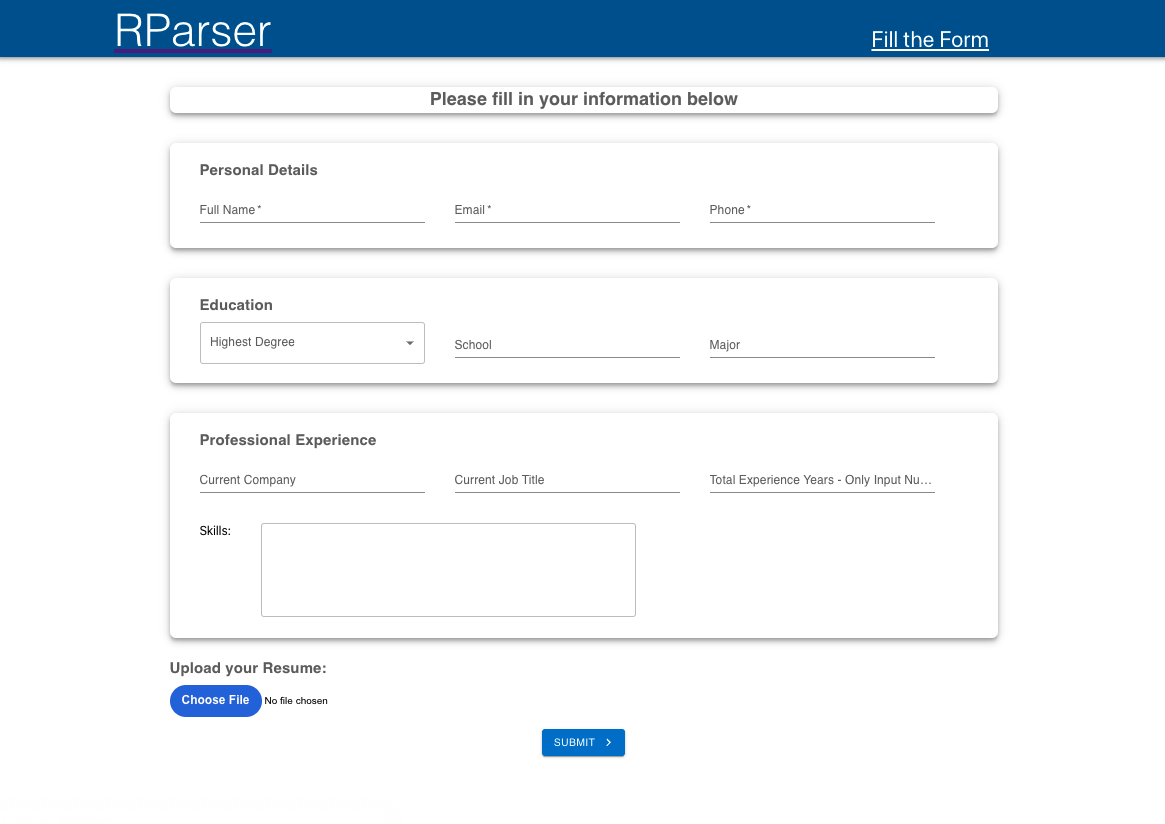 RParser
Fill the Form
Please fill in your information below
Personal Details
Full Name * Email * Phone *
Education
Highest Degree School Major
Professional Experience
Current Company Current Job Title Total Experience Years - Only Input Nu...
Skills:
Upload your Resume:
Choose File No file chosen
SUBMIT